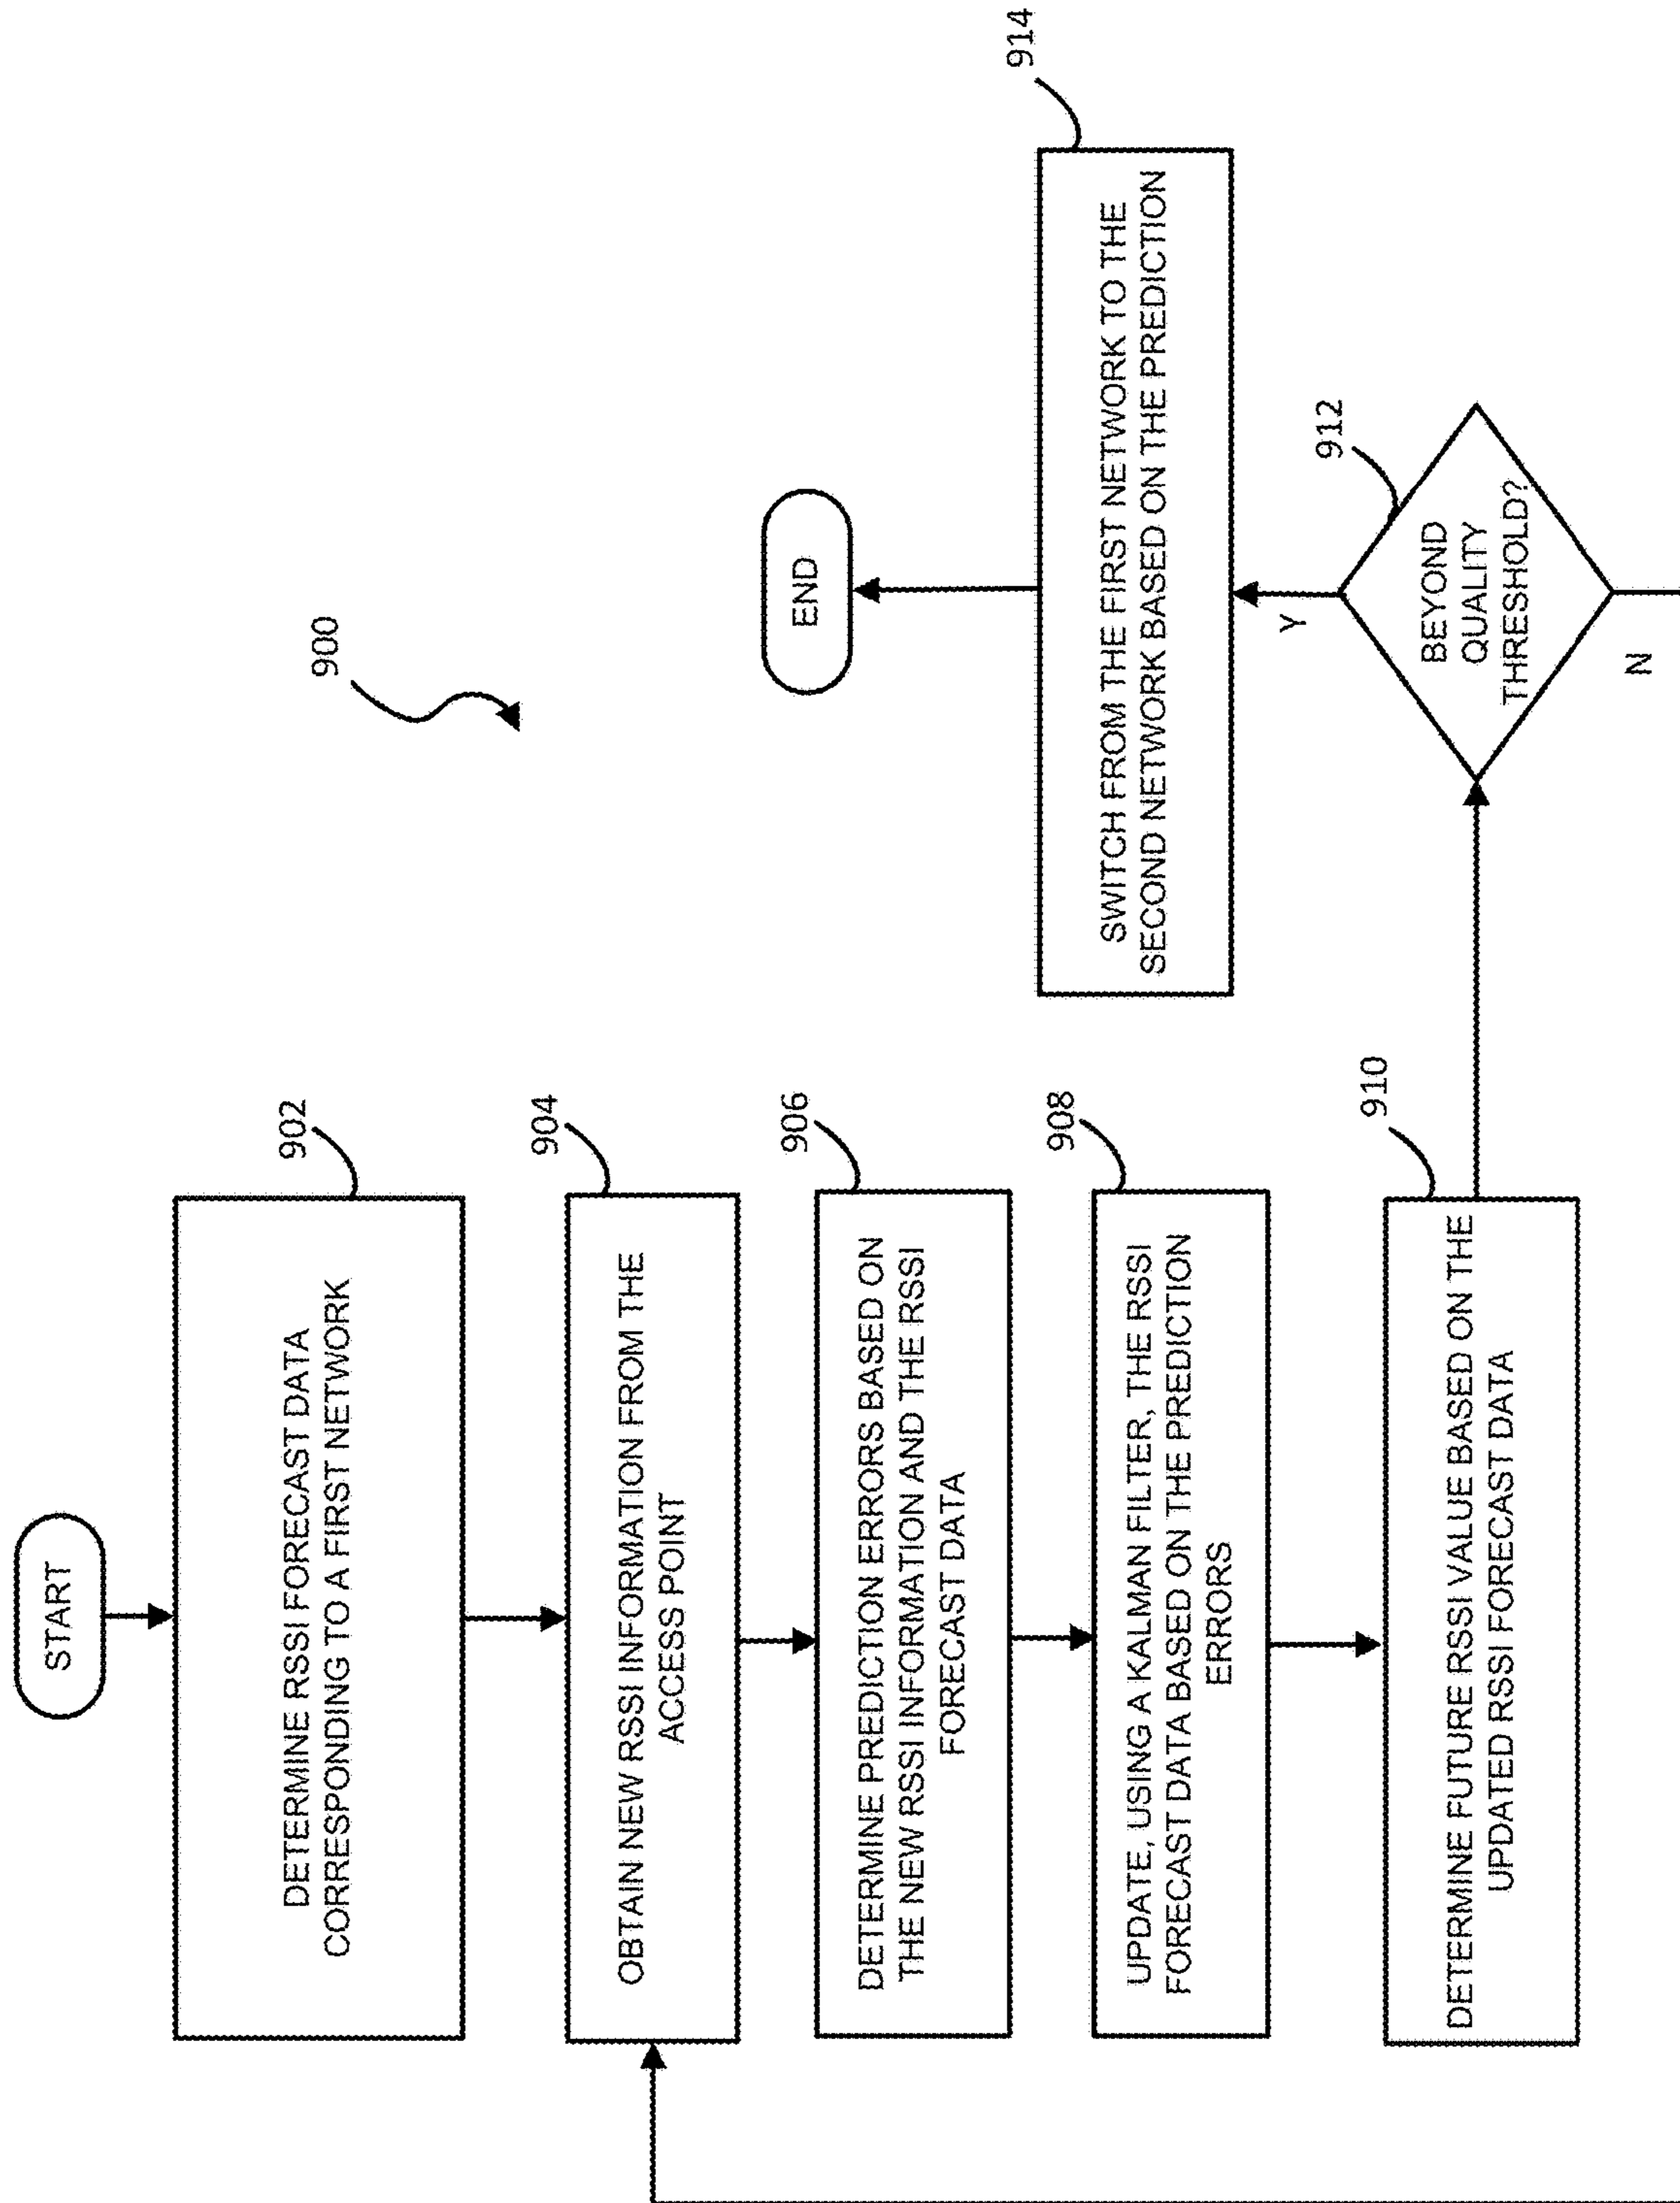 900
START
902
DETERMINE RSSI FORECAST DATA
CORRESPONDING TO A FIRST NETWORK
904
OBTAIN NEW RSSI INFORMATION FROM THE
ACCESS POINT
906
DETERMINE PREDICTION ERRORS BASED ON
THE NEW RSSI INFORMATION AND THE RSSI
FORECAST DATA
908
UPDATE, USING A KALMAN FILTER, THE RSSI
FORECAST DATA BASED ON THE PREDICTION
ERRORS
910
DETERMINE FUTURE RSSI VALUE BASED ON THE
UPDATED RSSI FORECAST DATA
912
BEYOND
QUALITY
THRESHOLD?
N
Y
914
SWITCH FROM THE FIRST NETWORK TO THE
SECOND NETWORK BASED ON THE PREDICTION
END